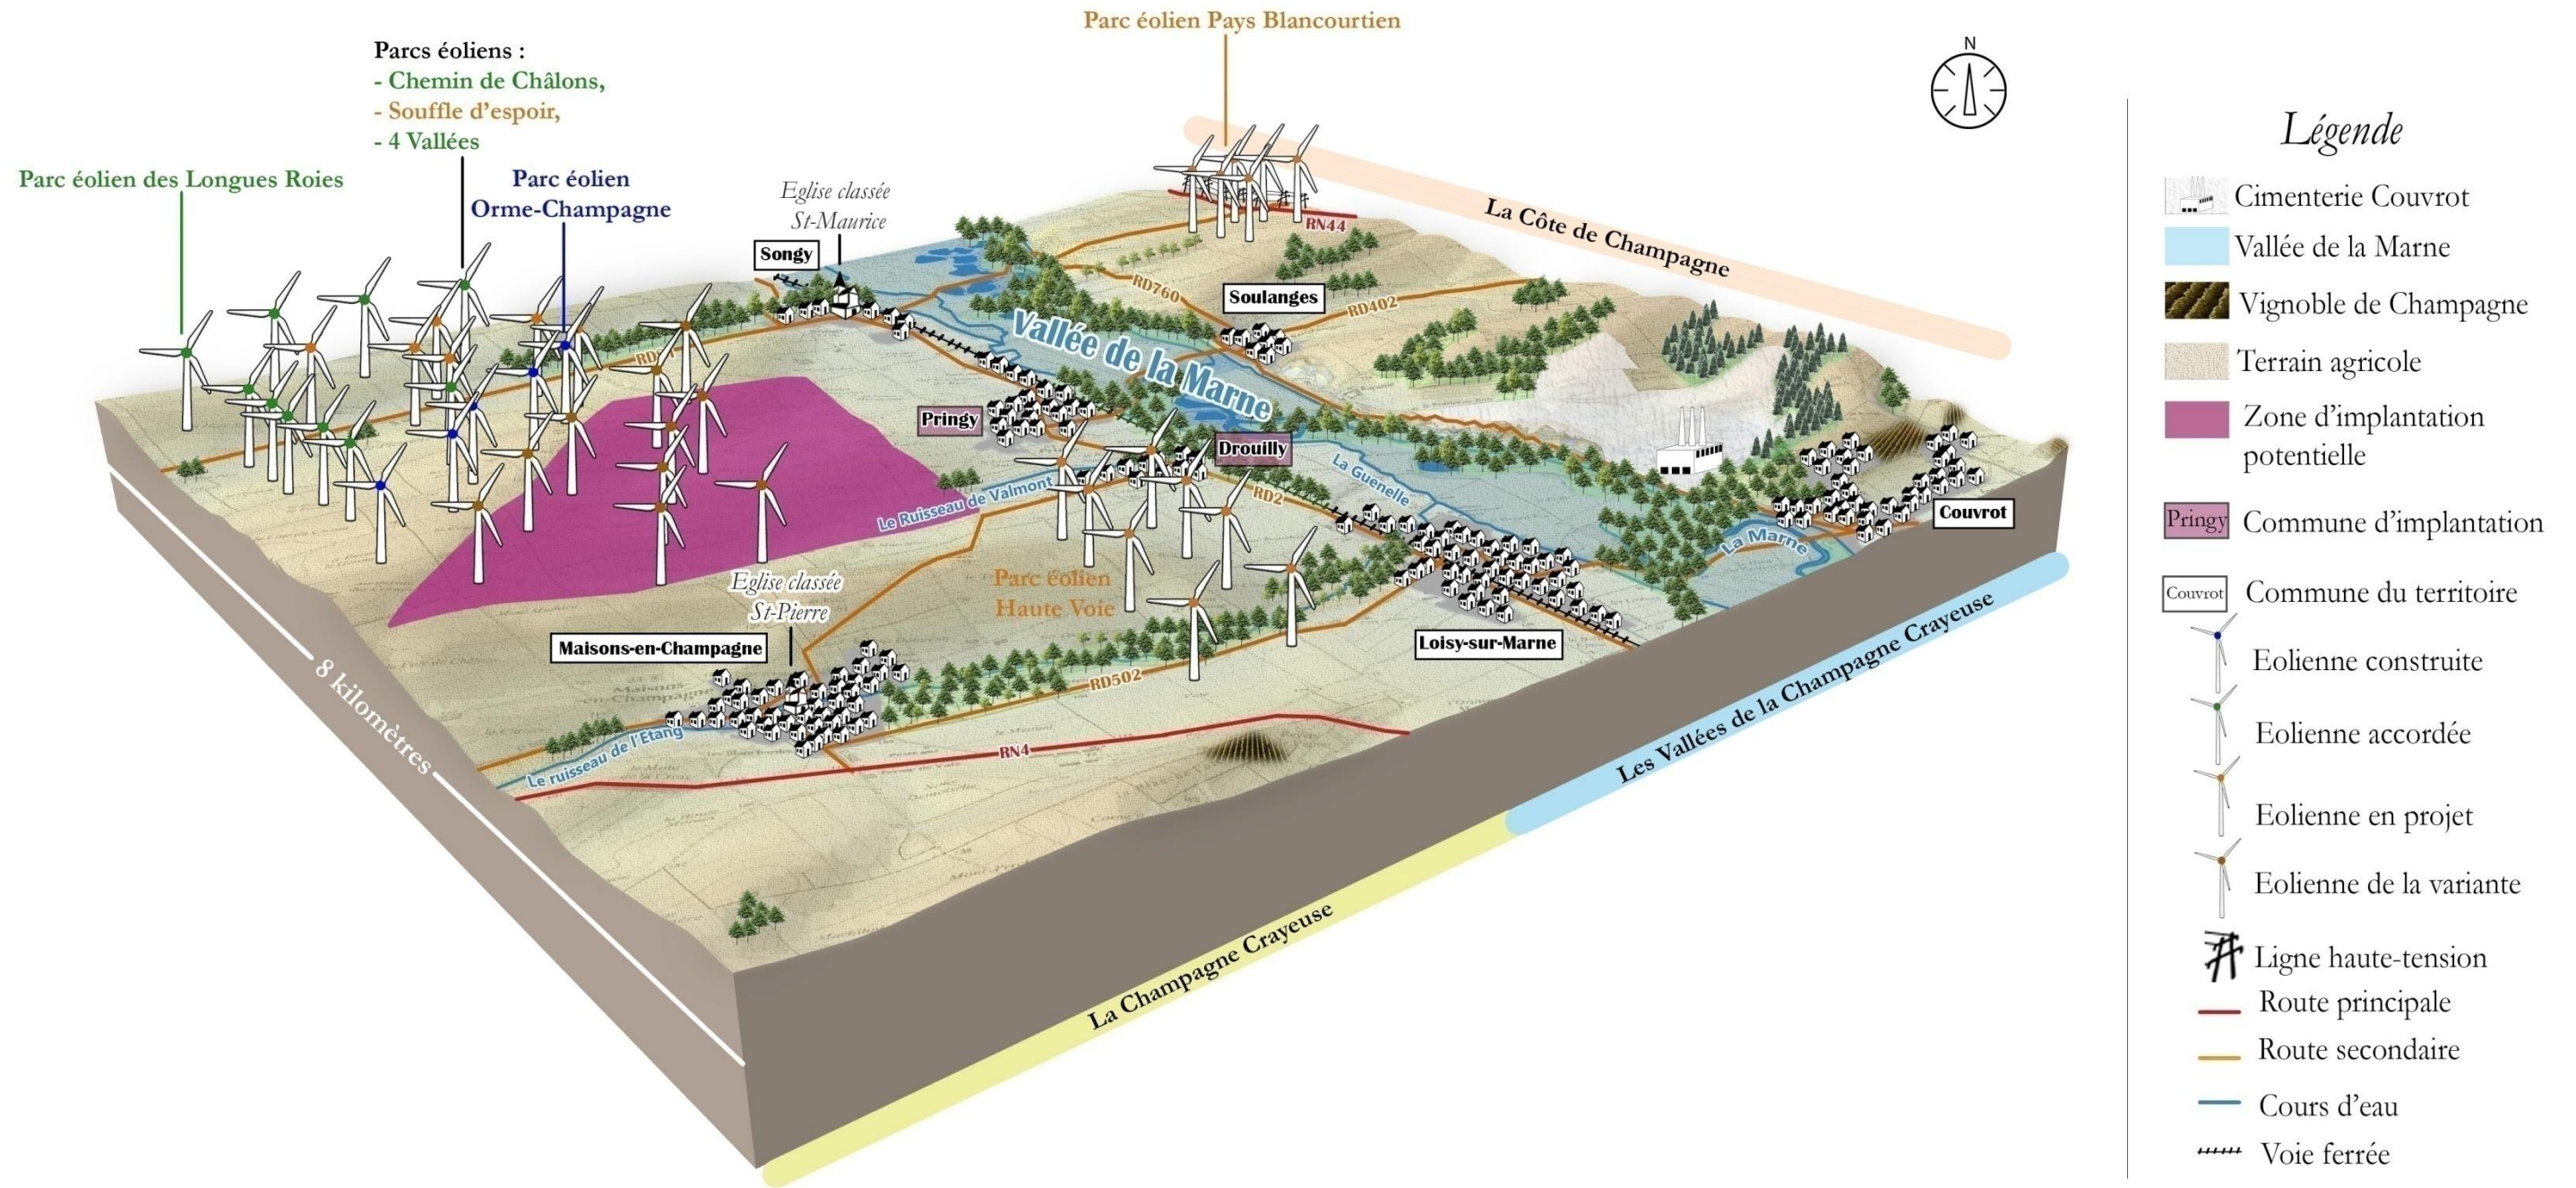 Parc éolien Pays Blancourtien
N
Parcs éoliens :
- Chemin de Châlons,
- Souffle d'espoir,
- 4 Vallées
Parc éolien des Longues Roies
Parc éolien
Orme-Champagne
Eglise classée
St-Maurice
Songy
RN44
La Côte de Champagne
RD760
Soulanges
RD402
Vallée de la Marne
Pringy
Drouilly
La Guenelle
Le Ruisseau de Valmont
RD2
Couvrot
La Marne
Parc éolien
Haute Voie
Eglise classée
St-Pierre
Maisons-en-Champagne
Loisy-sur-Marne
RD502
Le ruisseau de l'Etang
RN4
8 kilomètres
Les Vallées de la Champagne Crayeuse
La Champagne Crayeuse
Légende
Cimenterie Couvrot
Vallée de la Marne
Vignoble de Champagne
Terrain agricole
Zone d'implantation
potentielle
Pringy Commune d'implantation
Couvrot Commune du territoire
Eolienne construite
Eolienne accordée
Eolienne en projet
Eolienne de la variante
Ligne haute-tension
Route principale
Route secondaire
Cours d'eau
Voie ferrée